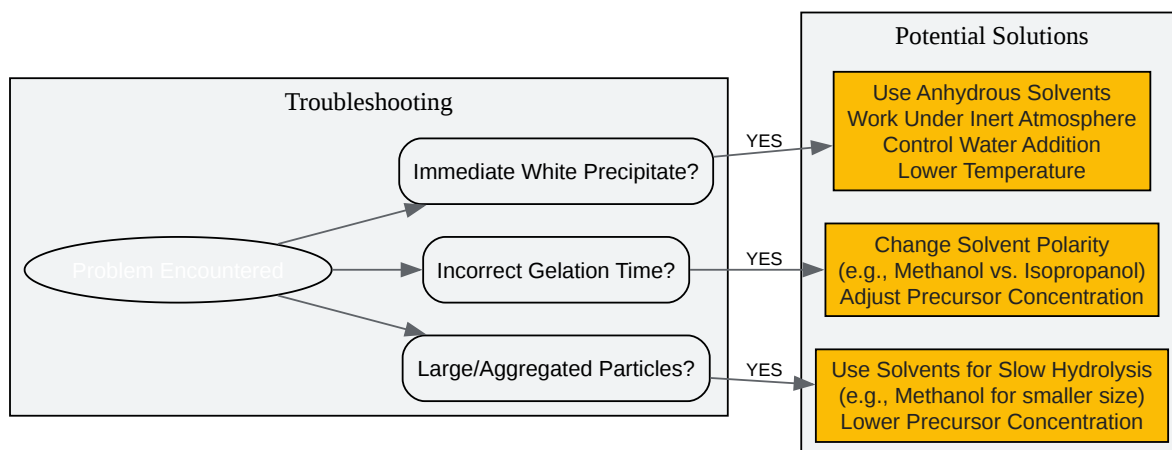 Troubleshooting
Problem Encountered
Immediate White Precipitate?
Incorrect Gelation Time?
Large/Aggregated Particles?
YES
YES
YES
Potential Solutions
Use Anhydrous Solvents
Work Under Inert Atmosphere
Control Water Addition
Lower Temperature
Change Solvent Polarity
(e.g., Methanol vs. Isopropanol)
Adjust Precursor Concentration
Use Solvents for Slow Hydrolysis
(e.g., Methanol for smaller size)
Lower Precursor Concentration